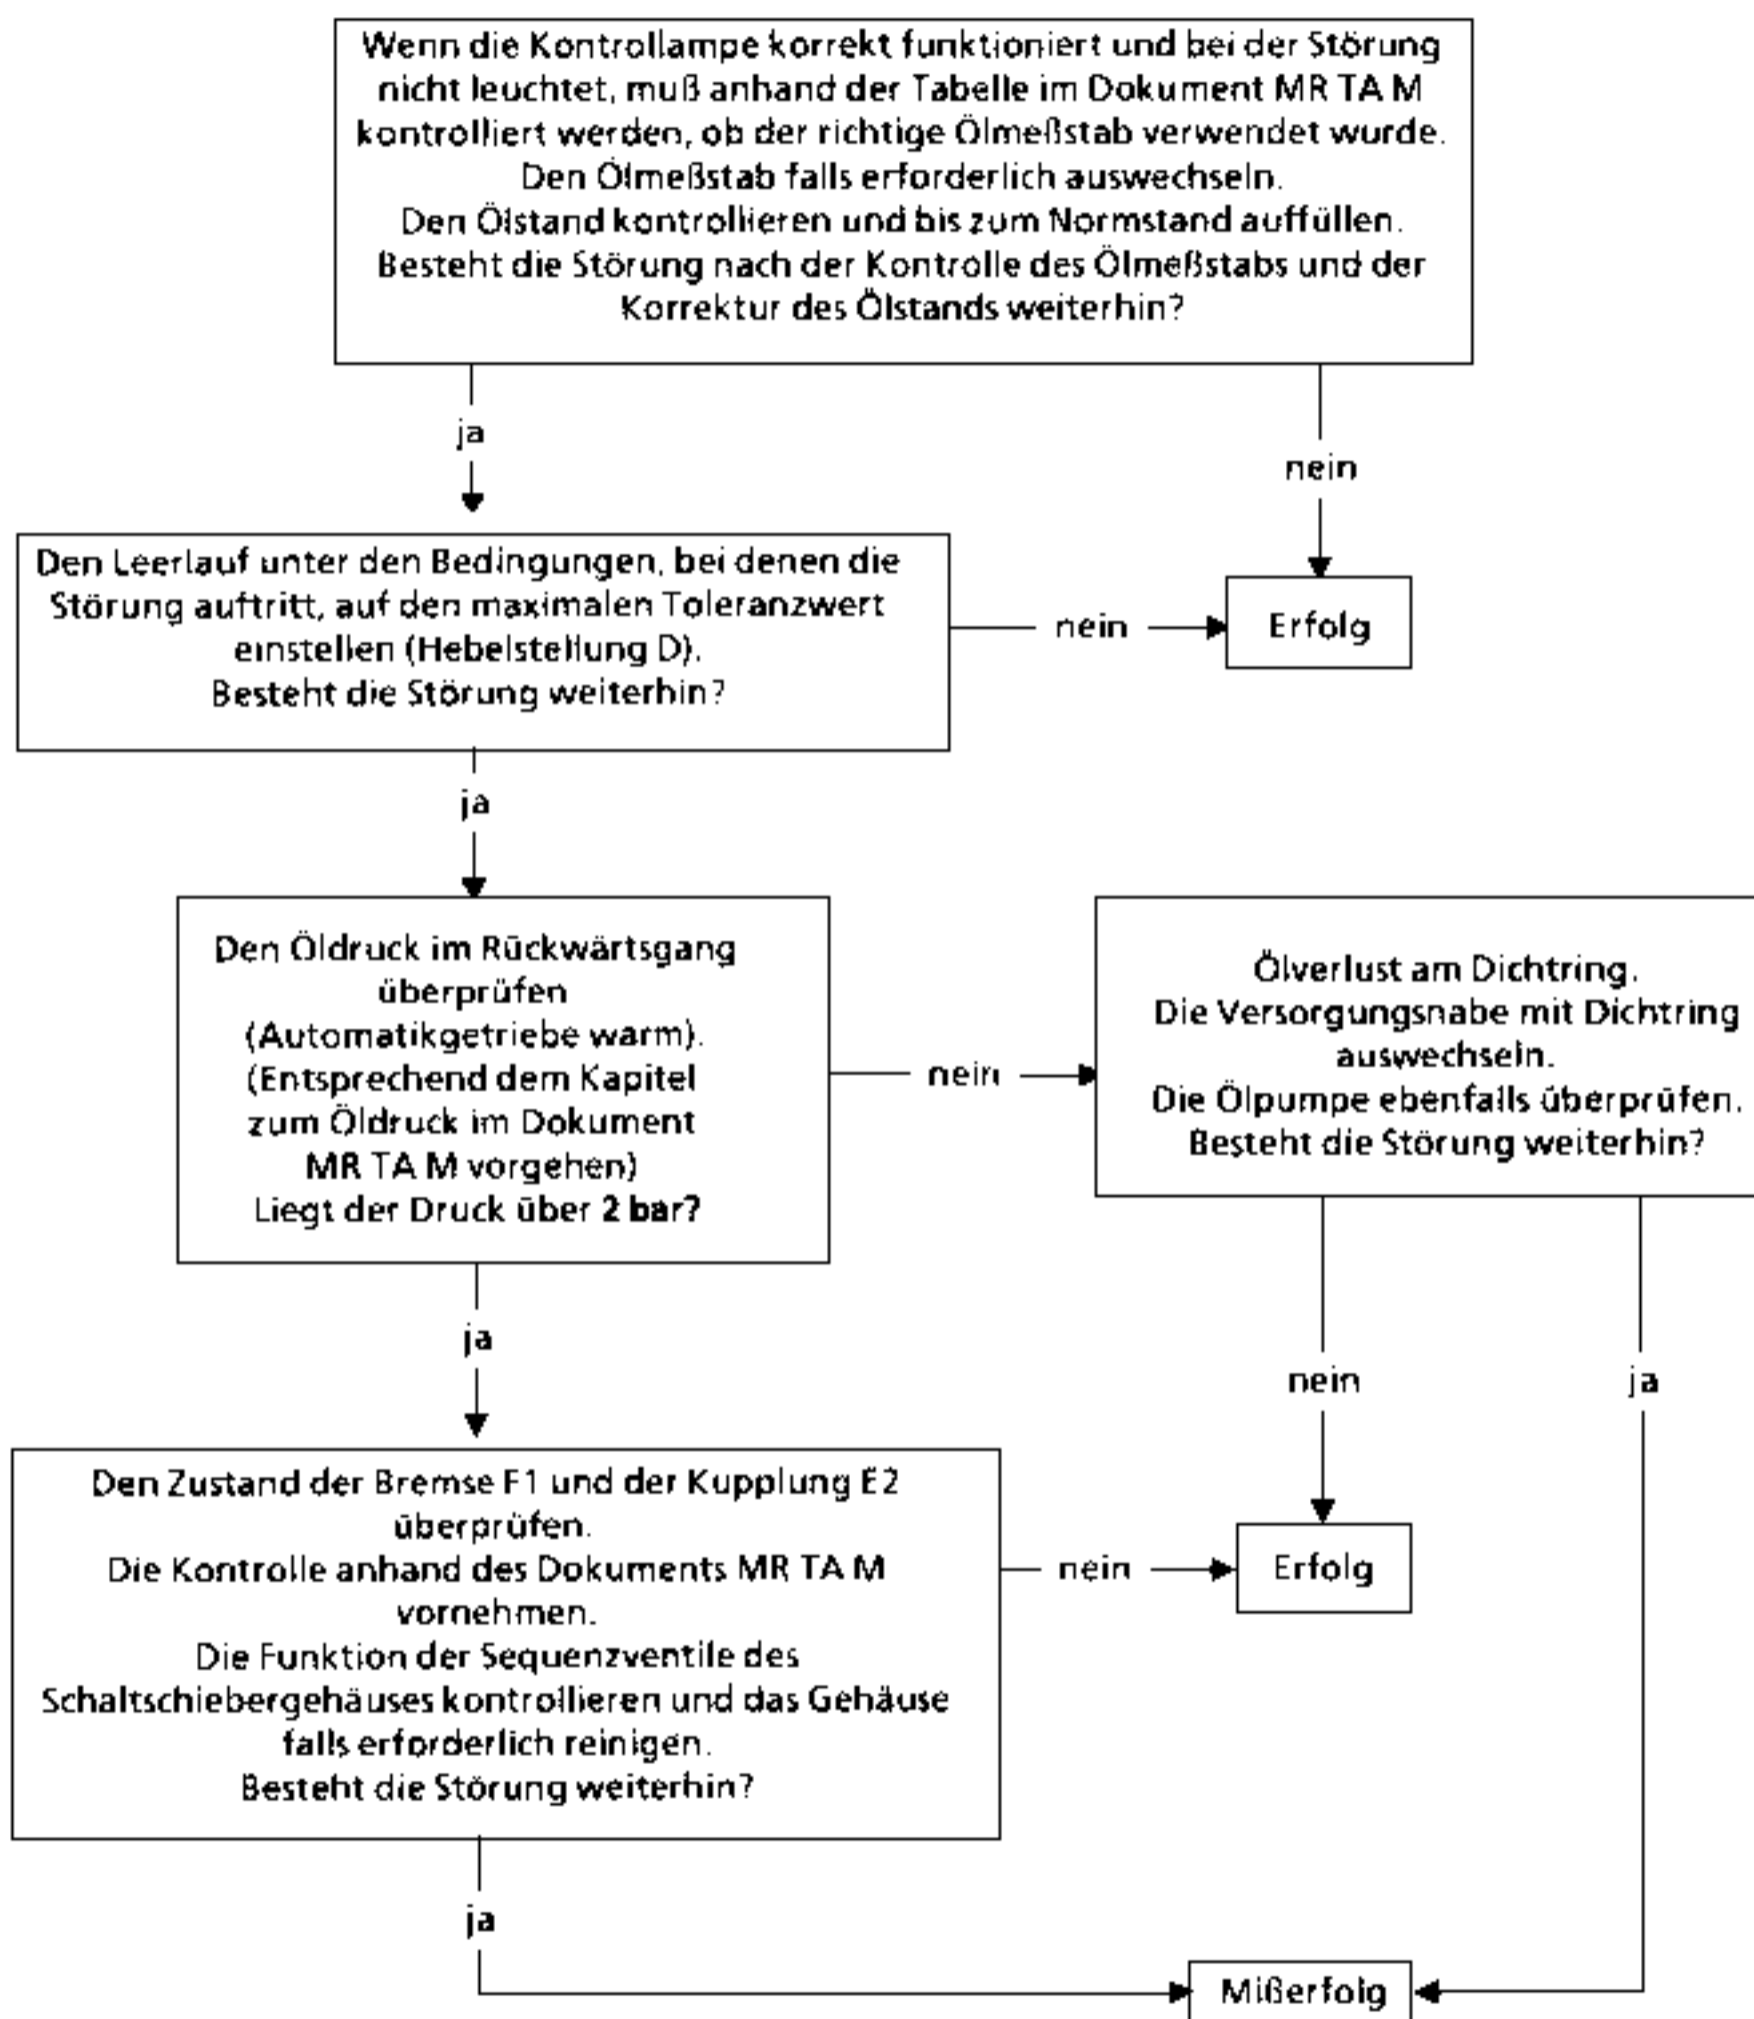 Wenn die Kontrollampe korrekt funktioniert und bei der Störung
nicht leuchtet, muß anhand der Tabelle im Dokument MR TA M
kontrolliert werden, ob der richtige Ölmeßstab verwendet wurde.
Den Ölmeßstab falls erforderlich auswechseln.
Den Ölstand kontrollieren und bis zum Normstand auffüllen.
Besteht die Störung nach der Kontrolle des Ölmeßstabs und der
Korrektur des Ölstands weiterhin?
ja
nein
Den Leerlauf unter den Bedingungen, bei denen die
Störung auftritt, auf den maximalen Toleranzwert
einstellen (Hebelstellung D).
Besteht die Störung weiterhin?
nein
Erfolg
ja
Den Öldruck im Rückwärtsgang
überprüfen
(Automatikgetriebe warm).
(Entsprechend dem Kapitel
zum Öldruck im Dokument
MR TA M vorgehen)
Liegt der Druck über 2 bar?
nein
Ölverlust am Dichtring.
Die Versorgungsnabe mit Dichtring
auswechseln.
Die Ölpumpe ebenfalls überprüfen.
Besteht die Störung weiterhin?
ja
nein
ja
Den Zustand der Bremse F1 und der Kupplung E2
überprüfen.
Die Kontrolle anhand des Dokuments MR TA M
vornehmen.
Die Funktion der Sequenzventile des
Schaltschiebergehäuses kontrollieren und das Gehäuse
falls erforderlich reinigen.
Besteht die Störung weiterhin?
nein
Erfolg
ja
Mißerfolg